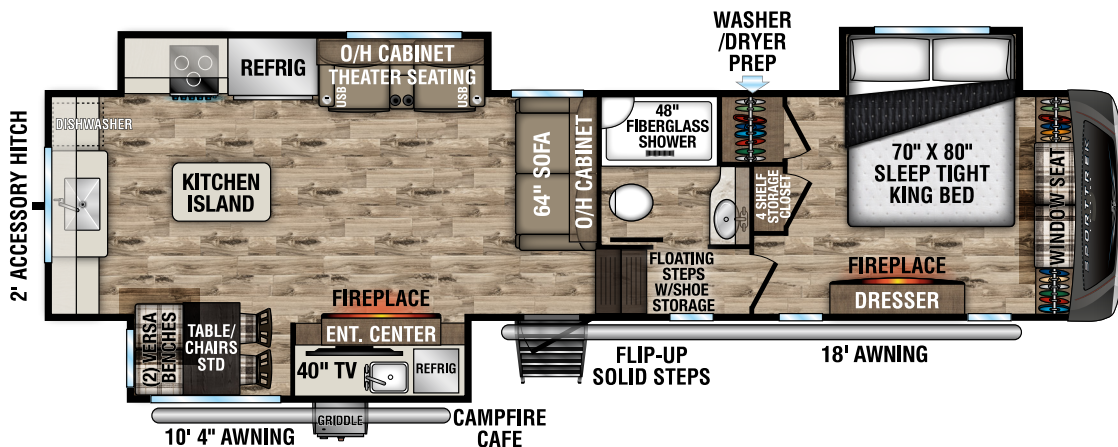 WASHER
/DRYER
PREP
O/H CABINET
THEATER SEATING
USB
USB
REFRIG
DISHWASHER
2' ACCESSORY HITCH
KITCHEN
ISLAND
64" SOFA
O/H CABINET
48"
FIBERGLASS
SHOWER
4 SHELF
STORAGE
CLOSET
70" X 80"
SLEEP TIGHT
KING BED
WINDOW SEAT
SPORTTREK
FLOATING
STEPS
W/SHOE
STORAGE
FIREPLACE
DRESSER
FIREPLACE
ENT. CENTER
(2) VERSA
BENCHES
TABLE/
CHAIRS
STD
40" TV
REFRIG
FLIP-UP
SOLID STEPS
18' AWNING
10' 4" AWNING
GRIDDLE
CAMPFIRE
CAFE